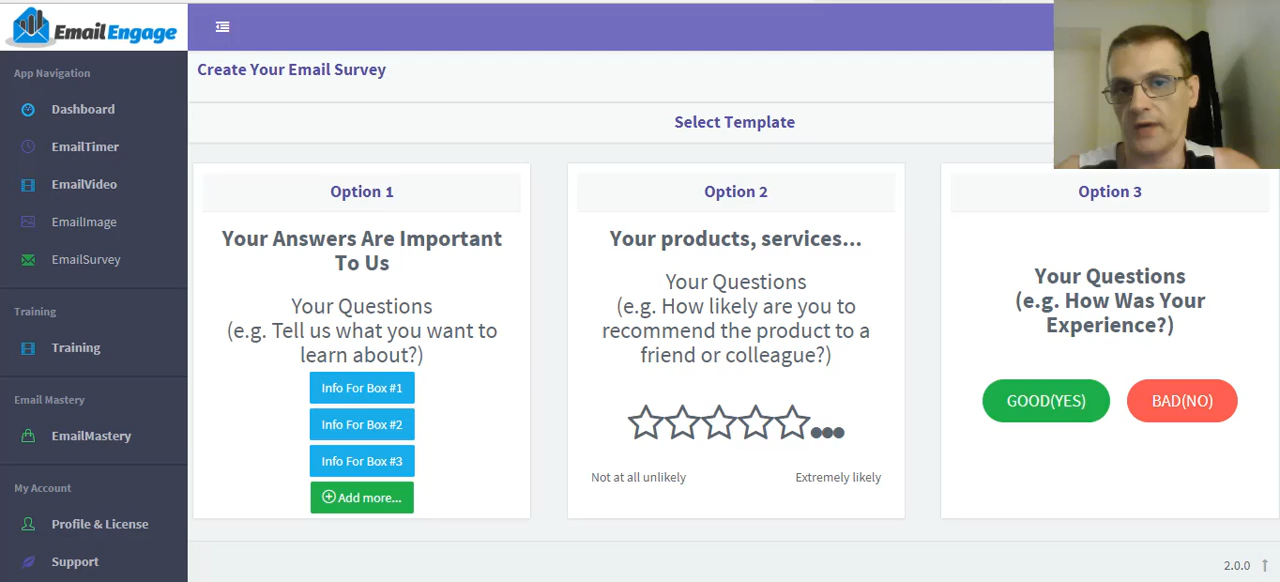 EmailEngage
App Navigation
Dashboard
EmailTimer
EmailVideo
EmailImage
EmailSurvey
Training
Training
Email Mastery
EmailMastery
My Account
Profile & License
Support
Create Your Email Survey
Select Template
Option 1
Your Answers Are Important
To Us
Your Questions
(e.g. Tell us what you want to
learn about?)
Info For Box #1
Info For Box #2
Info For Box #3
Add more...
Option 2
Your products, services...
Your Questions
(e.g. How likely are you to
recommend the product to a
friend or colleague?)
Not at all unlikely
Extremely likely
Option 3
Your Questions
(e.g. How Was Your
Experience?)
GOOD(YES)
BAD(NO)
2.0.0